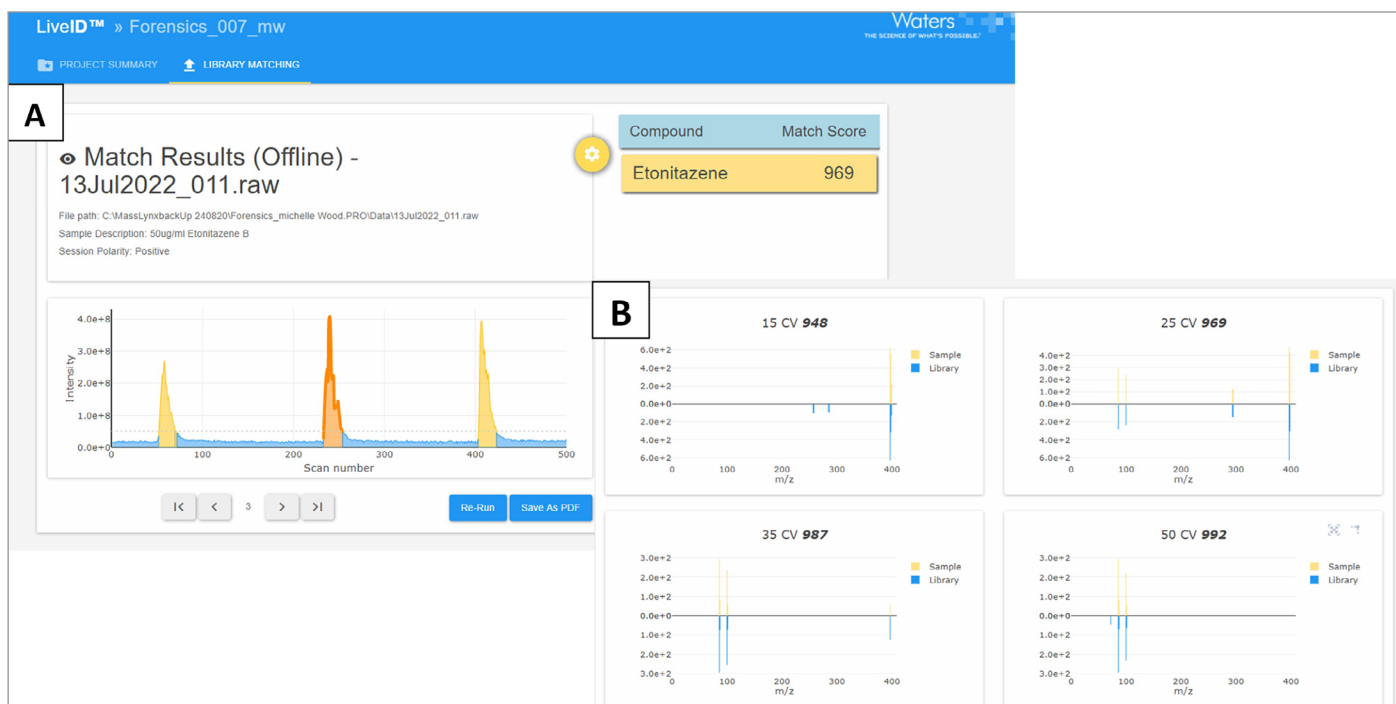 LiveID™ » Forensics_007_mw
Waters
THE SCIENCE OF WHAT'S POSSIBLE.™
PROJECT SUMMARY
LIBRARY MATCHING
A
Match Results (Offline) -
13Jul2022_011.raw
File path: C:\MassLynxbackUp 240820\Forensics_michelle Wood.PRO\Data\13Jul2022_011.raw
Sample Description: 50ug/ml Etonitazene B
Session Polarity: Positive
Compound Match Score
Etonitazene 969
4.0e+8
3.0e+8
2.0e+8
1.0e+8
0.0e+0
Intensity
0 100 200 300 400 500
Scan number
3
Re-Run
Save As PDF
B
15 CV 948
6.0e+2
4.0e+2
2.0e+2
0.0e+0
2.0e+2
4.0e+2
6.0e+2
0 100 200 300 400
m/z
Sample
Library
25 CV 969
4.0e+2
3.0e+2
2.0e+2
1.0e+2
0.0e+0
2.0e+2
4.0e+2
6.0e+2
0 100 200 300 400
m/z
Sample
Library
35 CV 987
3.0e+2
2.0e+2
1.0e+2
0.0e+0
1.0e+2
2.0e+2
3.0e+2
0 100 200 300 400
m/z
Sample
Library
50 CV 992
3.0e+2
2.0e+2
1.0e+2
0.0e+0
1.0e+2
2.0e+2
3.0e+2
0 100 200 300 400
m/z
Sample
Library